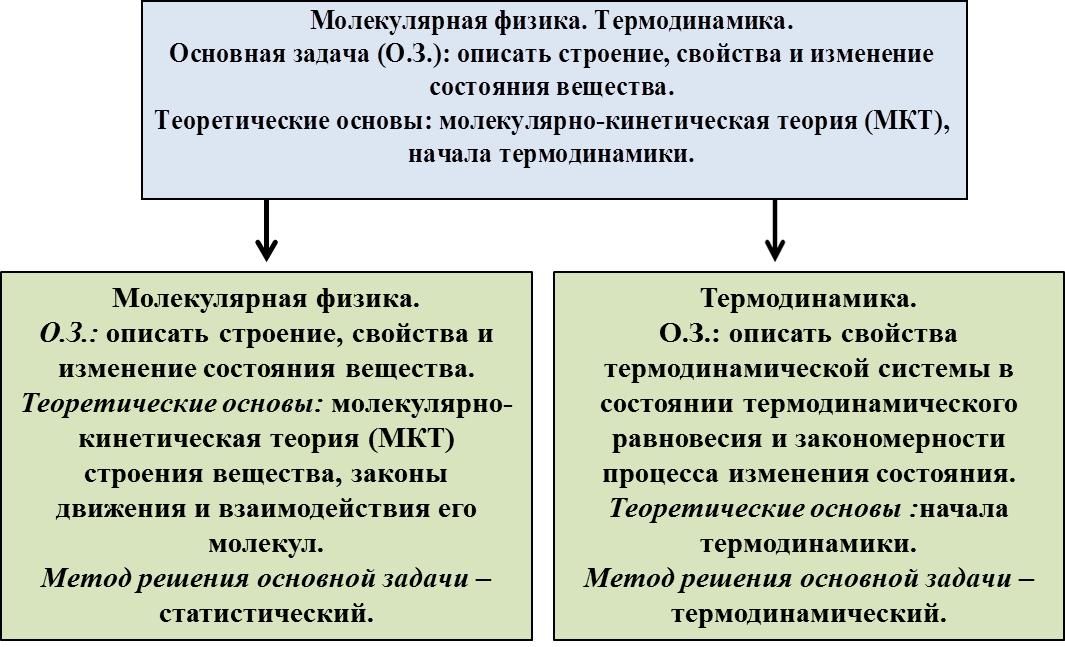 Молекулярная физика. Термодинамика.
Основная задача (О.З.): описать строение, свойства и изменение
состояния вещества.
Теоретические основы: молекулярно-кинетическая теория (МКТ),
начала термодинамики.
Молекулярная физика.
О.З.: описать строение, свойства и
изменение состояния вещества.
Теоретические основы: молекулярно-
кинетическая теория (МКТ)
строения вещества, законы
движения и взаимодействия его
молекул.
Метод решения основной задачи –
статистический.
Термодинамика.
О.З.: описать свойства
термодинамической системы в
состоянии термодинамического
равновесия и закономерности
процесса изменения состояния.
Теоретические основы :начала
термодинамики.
Метод решения основной задачи –
термодинамический.